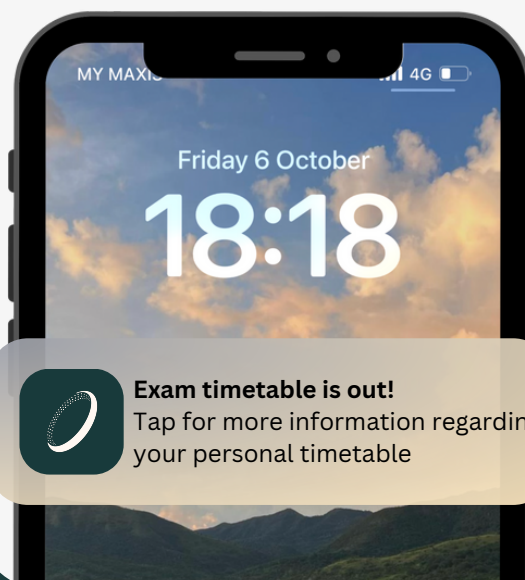 MY MAXIS 4G
Friday 6 October
18:18
Exam timetable is out!
Tap for more information regardin
your personal timetable